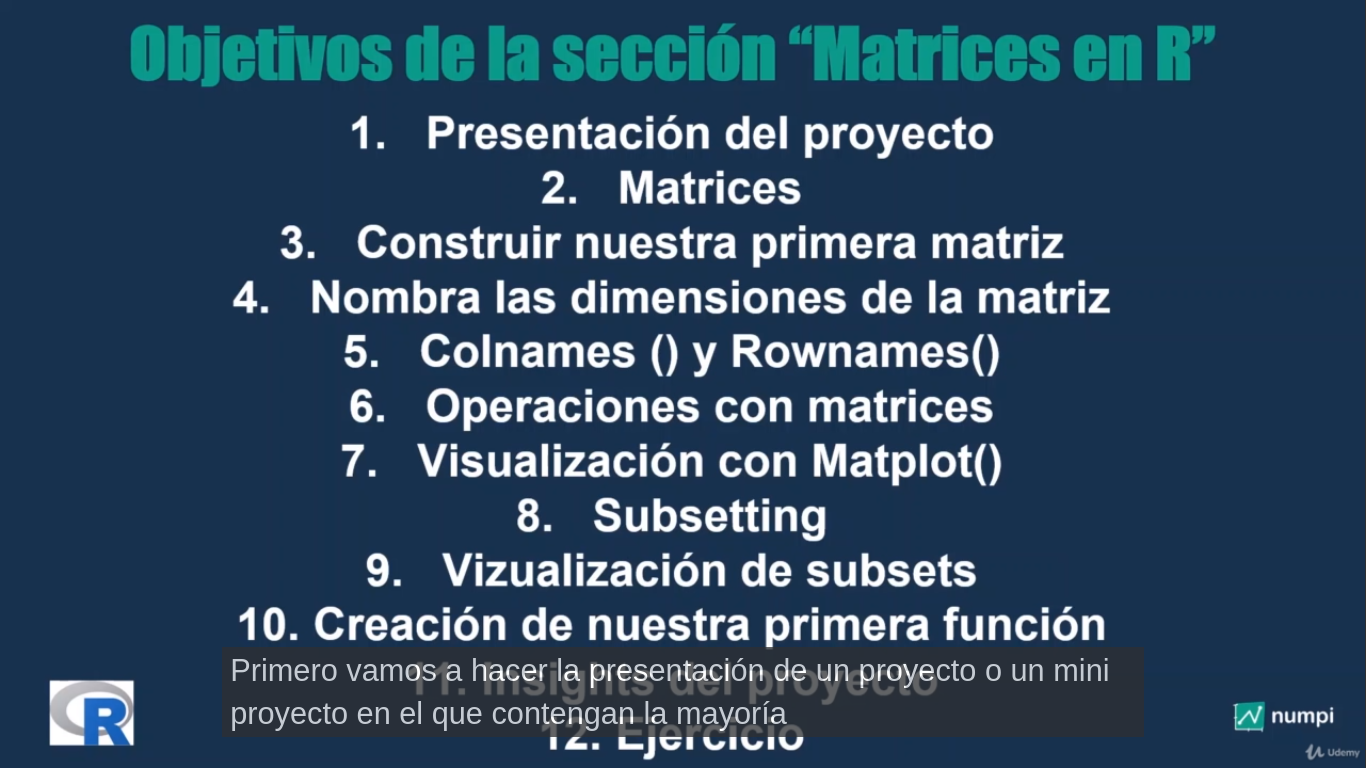 Objetivos de la sección “Matrices en R”
1. Presentación del proyecto
2. Matrices
3. Construir nuestra primera matriz
4. Nombra las dimensiones de la matriz
5. Colnames () y Rownames()
6. Operaciones con matrices
7. Visualización con Matplot()
8. Subsetting
9. Vizualización de subsets
10. Creación de nuestra primera función
11. Insights del proyecto
Primero vamos a hacer la presentación de un proyecto o un mini
proyecto en el que contengan la mayoría
12. Ejercicio
R
numpi
Udemy